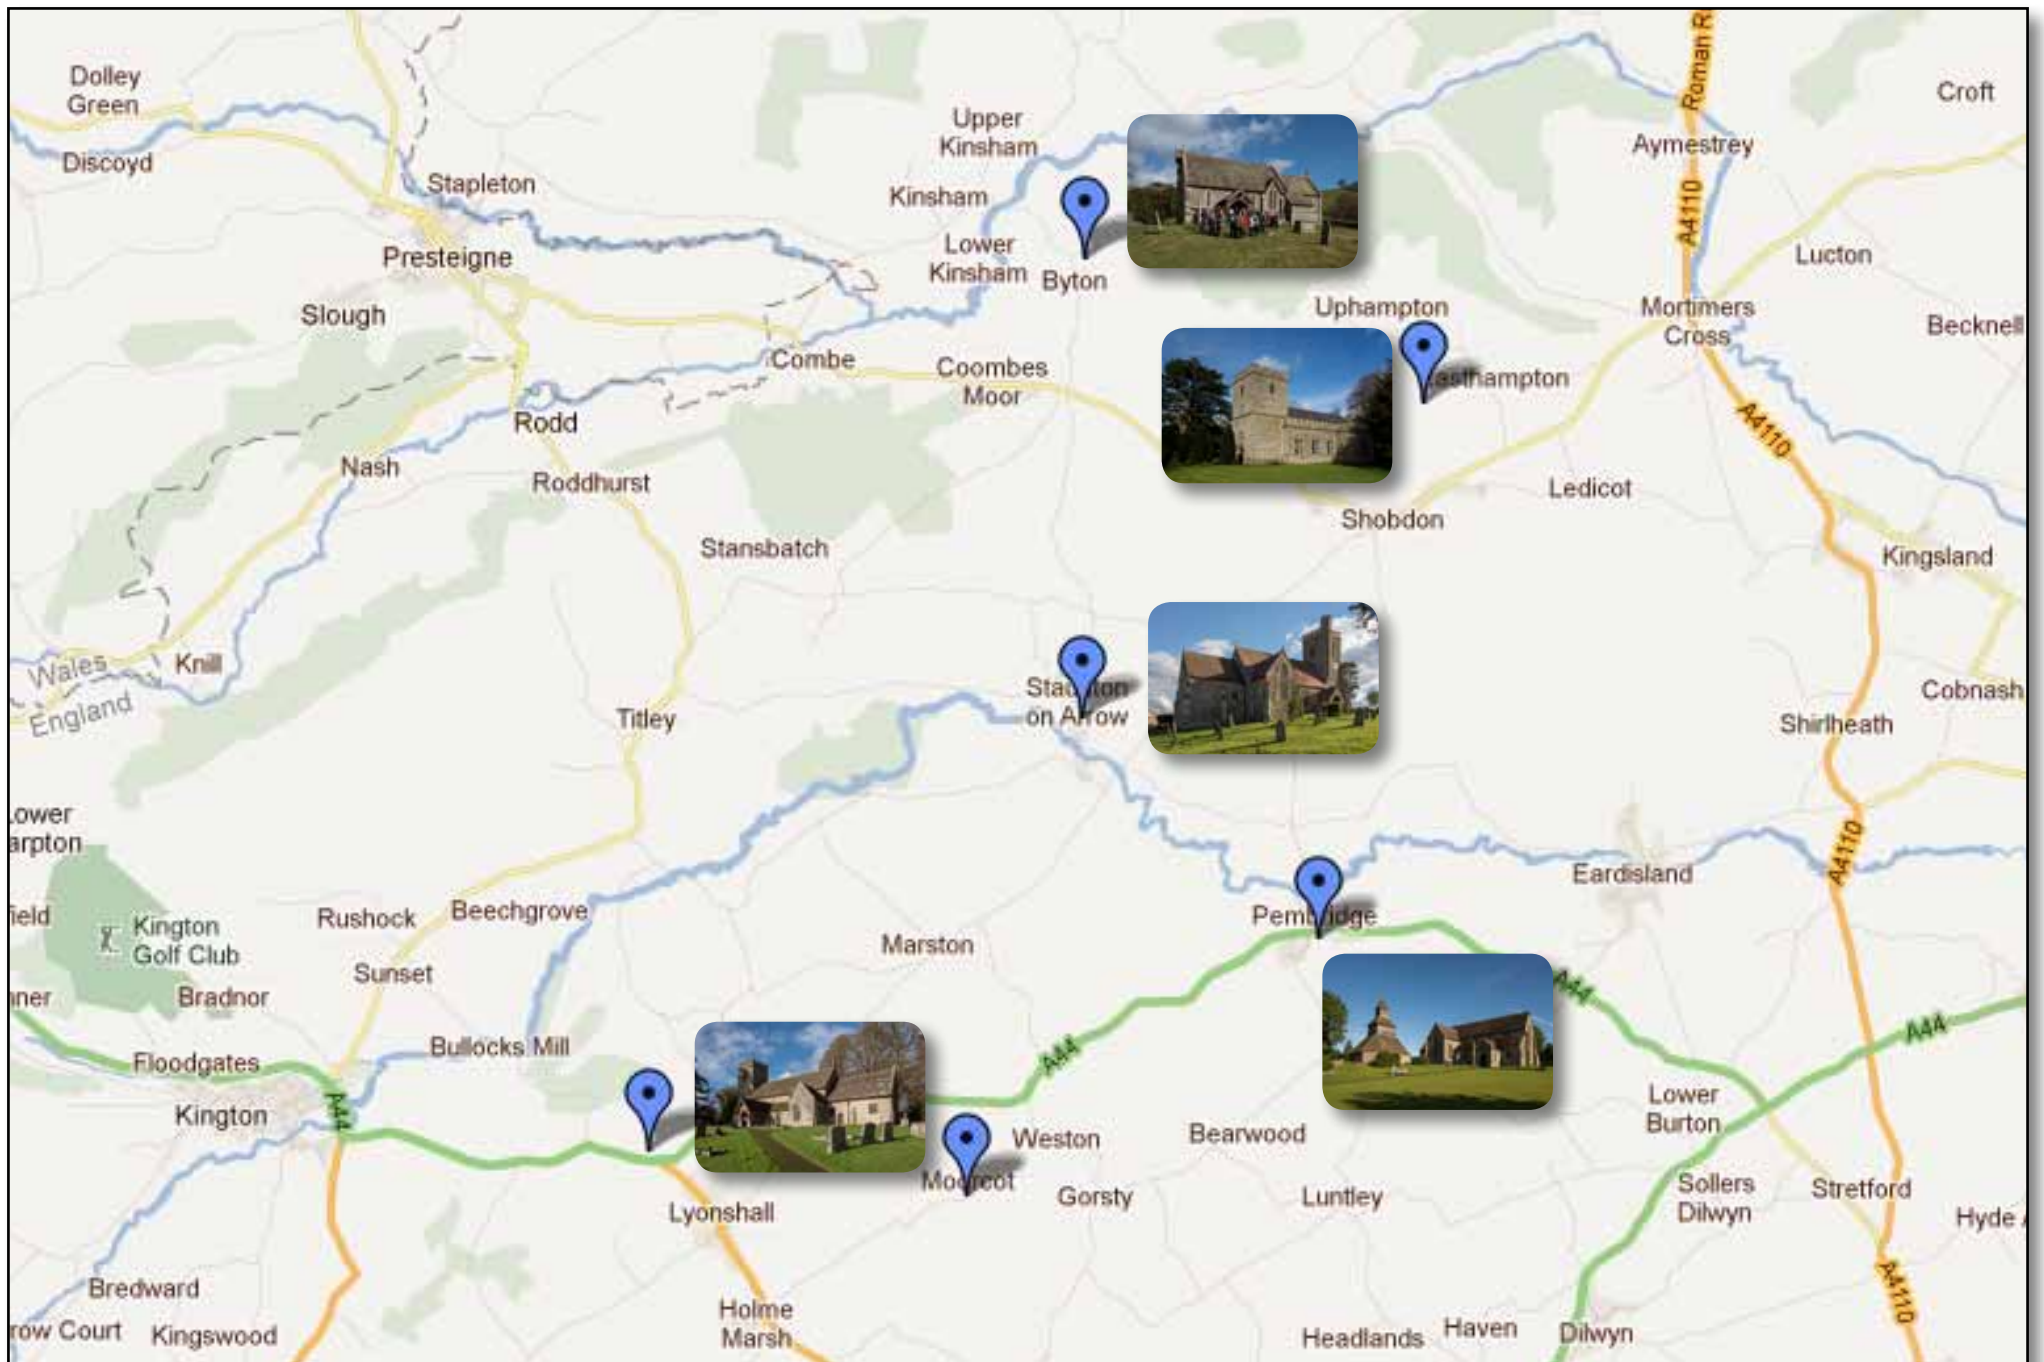 Dolley
Green
Discoyd
Stapleton
Presteigne
Slough
Upper
Kinsham
Kinsham
Lower
Kinsham
Byton
Roman R
Aymestrey
A4110
Croft
Lucton
Uphampton
Mortimers
Cross
Becknell
Combe
Coombes
Moor
Rodd
Nash
Roddhurst
A4110
Ledicot
Shobdon
Stansbatch
Kingsland
Wales
England
Knill
Titley
on Arrow
Cobnash
Shirlheath
A4110
Eardisland
Rushock
Beechgrove
Pembridge
Kington
Golf Club
Sunset
Marston
Bradnor
A44
A44
A44
Bullocks Mill
Floodgates
Kington
A44
Lower
Burton
Weston
Bearwood
Moorcot
Gorsty
Luntley
Lyonshall
Sollers
Dilwyn
Stretford
Hyde
Bredward
A4110
Holme
Marsh
row Court
Kingswood
Headlands
Haven
Dilwyn